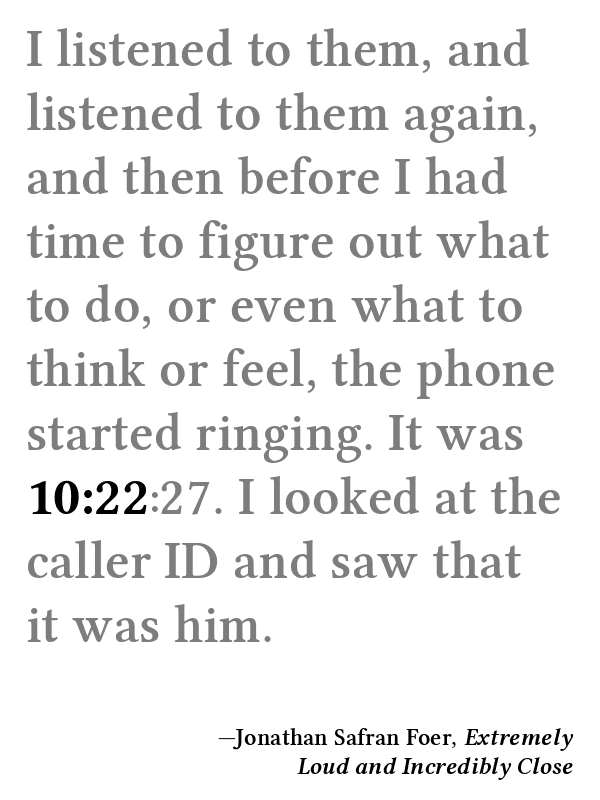 I listened to them, and
listened to them again,
and then before I had
time to figure out what
to do, or even what to
think or feel, the phone
started ringing. It was
10:22:27. I looked at the
caller ID and saw that
it was him.
—Jonathan Safran Foer, Extremely
Loud and Incredibly Close